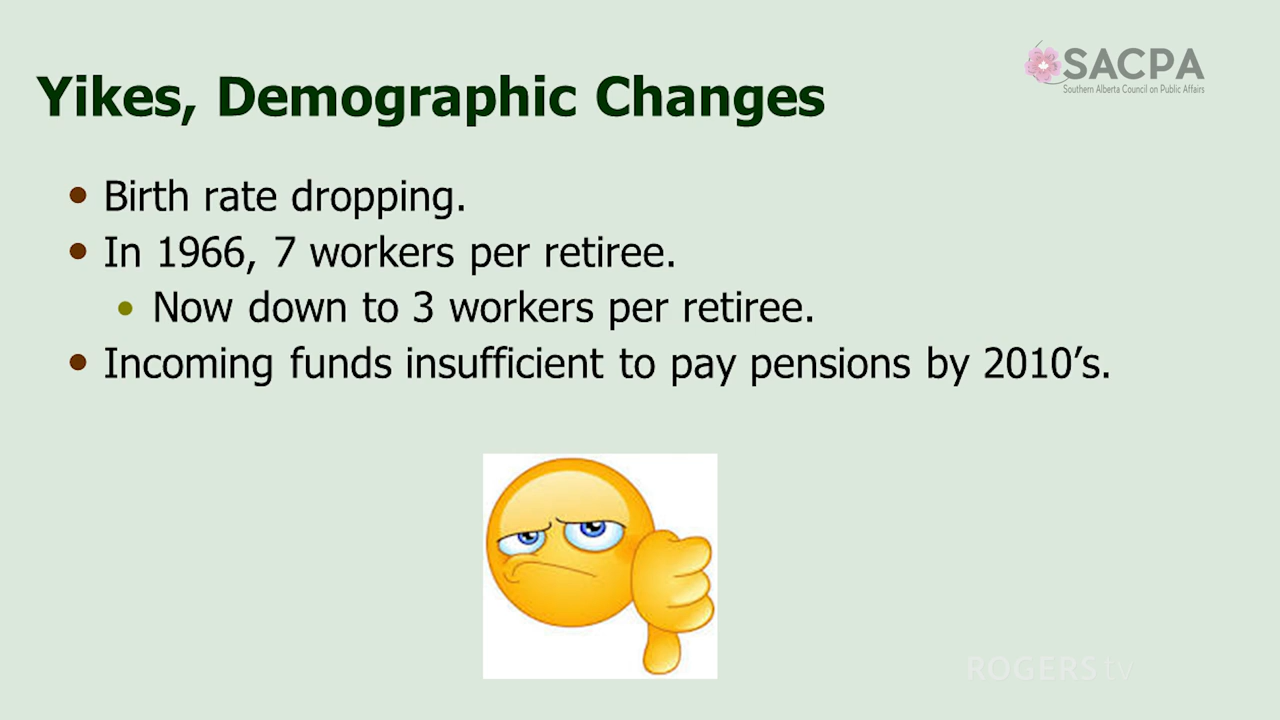 SACPA
Southern Alberta Council on Public Affairs
Yikes, Demographic Changes
Birth rate dropping.
In 1966, 7 workers per retiree.
Now down to 3 workers per retiree.
Incoming funds insufficient to pay pensions by 2010’s.
ROGERS tv